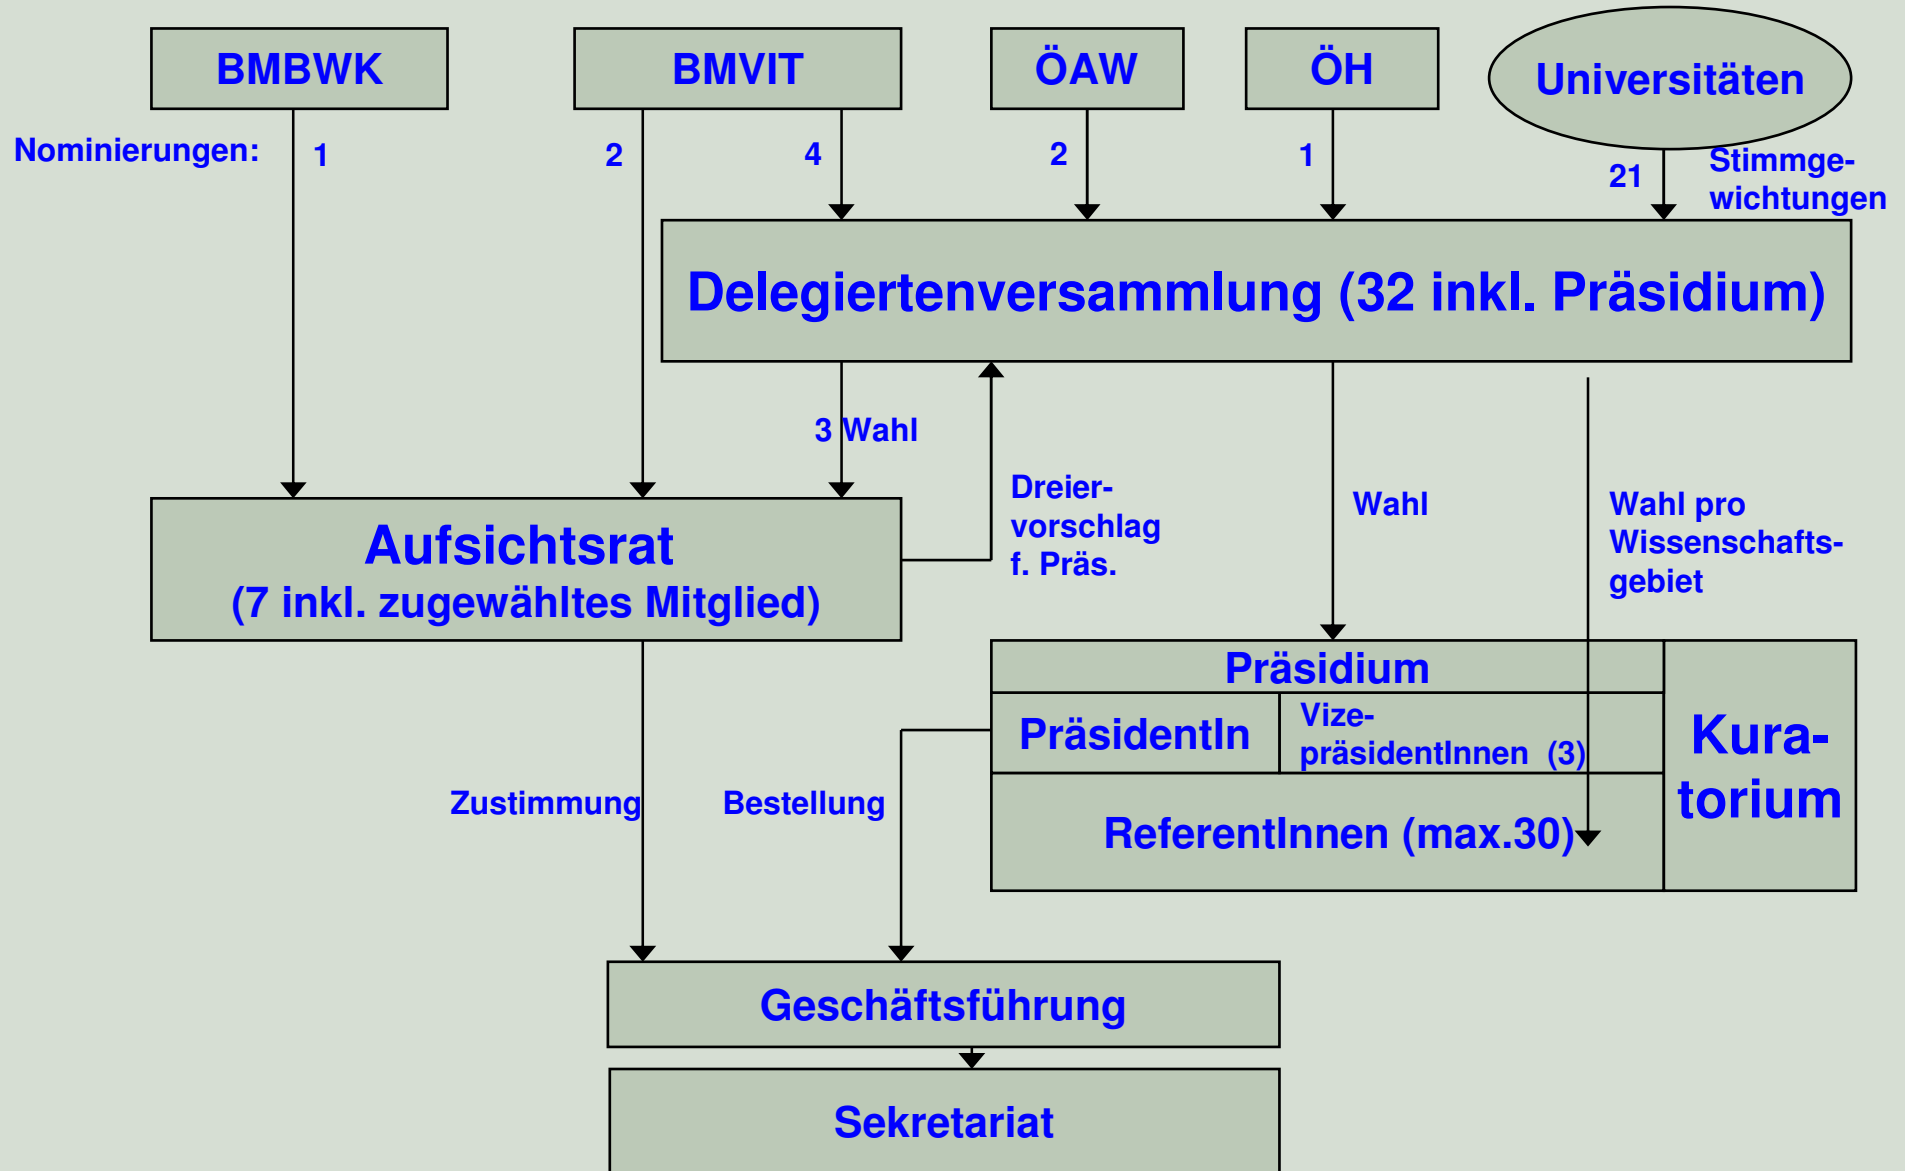 BMBWK
BMVIT
ÖAW
ÖH
Universitäten
Nominierungen:
1
2
4
2
1
21
Stimmge-
wichtungen
Delegiertenversammlung (32 inkl. Präsidium)
3 Wahl
Dreier-
vorschlag
f. Präs.
Wahl
Wahl pro
Wissenschafts-
gebiet
Aufsichtsrat
(7 inkl. zugewähltes Mitglied)
Präsidium
PräsidentIn
Vize-
präsidentInnen (3)
Kura-
torium
ReferentInnen (max.30)
Zustimmung
Bestellung
Geschäftsführung
Sekretariat